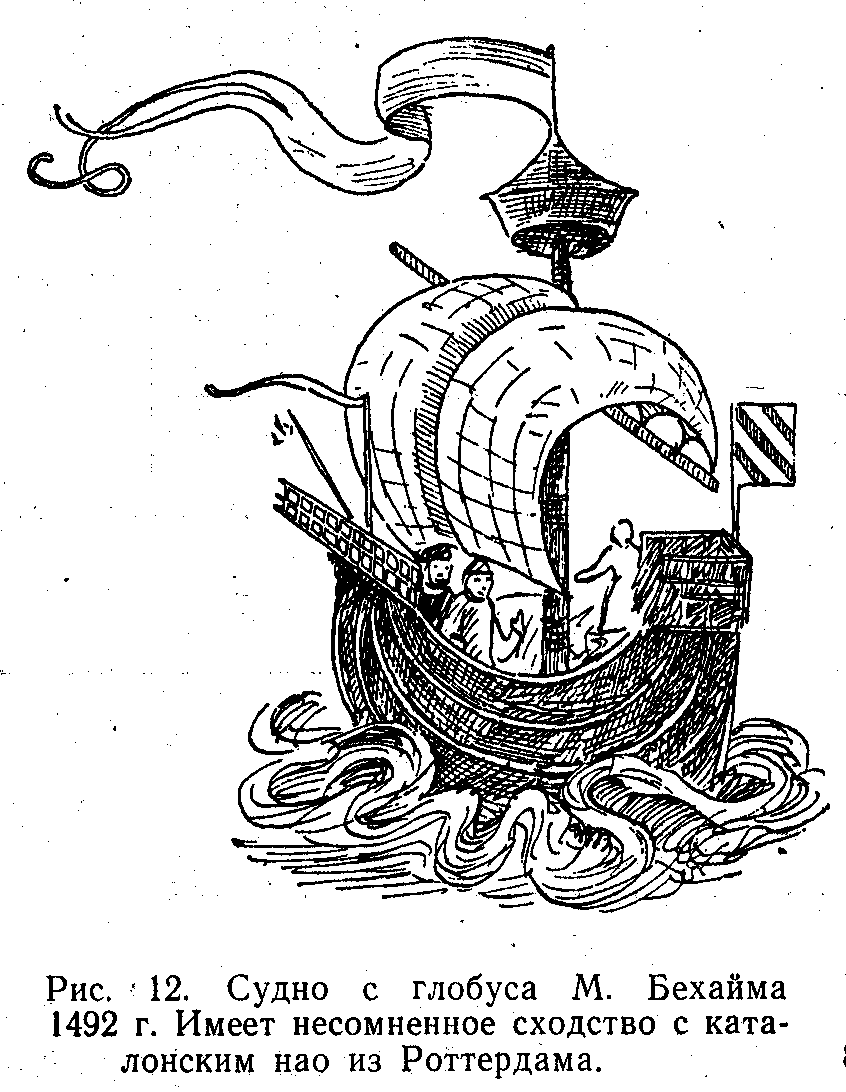 Рис. 12. Судно с глобуса М. Бехайма
1492 г. Имеет несомненное сходство с ката-
лонским нао из Роттердама.